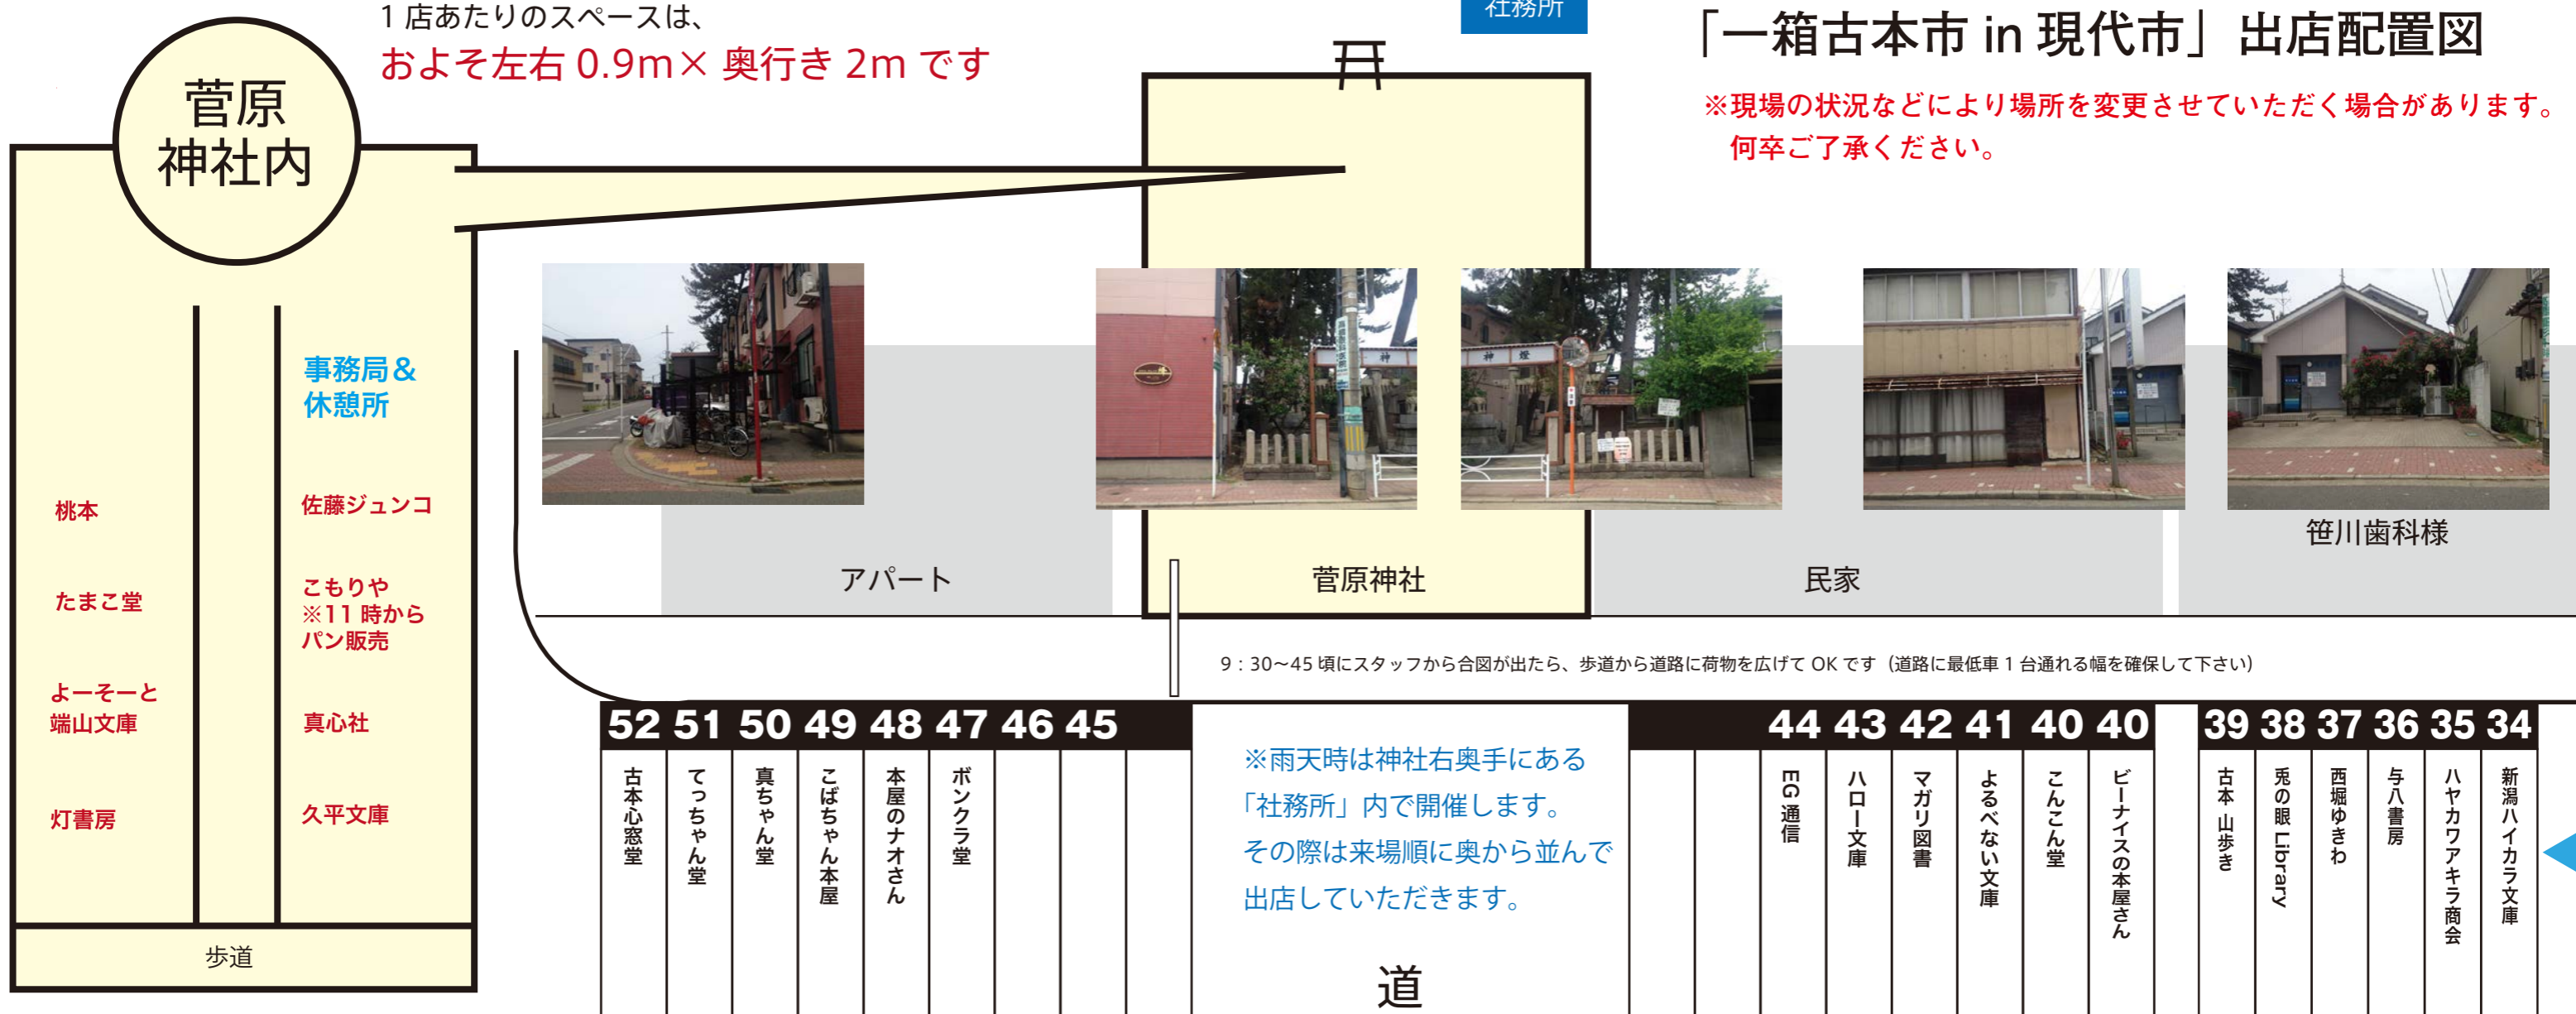 1 店あたりのスペースは、
およそ左右 0.9m× 奥行き 2m です
社務所
「一箱古本市 in 現代市」出店配置図
※現場の状況などにより場所を変更させていただく場合があります。
何卒ご了承ください。
菅原
神社内
事務局＆
休憩所
桃本
佐藤ジュンコ
たまこ堂
こもりや
※11 時から
パン販売
よーそーと
端山文庫
真心社
灯書房
久平文庫
歩道
神
神 燈
アパート
菅原神社
民家
笹川歯科様
9：30～45 頃にスタッフから合図が出たら、歩道から道路に荷物を広げて OK です（道路に最低車 1 台通れる幅を確保して下さい）
52 51 50 49 48 47 46 45
古本心窓堂
てっちゃん堂
真ちゃん堂
こばちゃん本屋
本屋のナオさん
ボンクラ堂
※雨天時は神社右奥手にある
「社務所」内で開催します。
その際は来場順に奥から並んで
出店していただきます。
道
44 43 42 41 40 40
EG 通信
ハロー文庫
マガリ図書
よるべない文庫
こんこん堂
ビーナイスの本屋さん
39 38 37 36 35 34
古本 山歩き
兎の眼 Library
西堀ゆきわ
与八書房
ハヤカワアキラ商会
新潟ハイカラ文庫